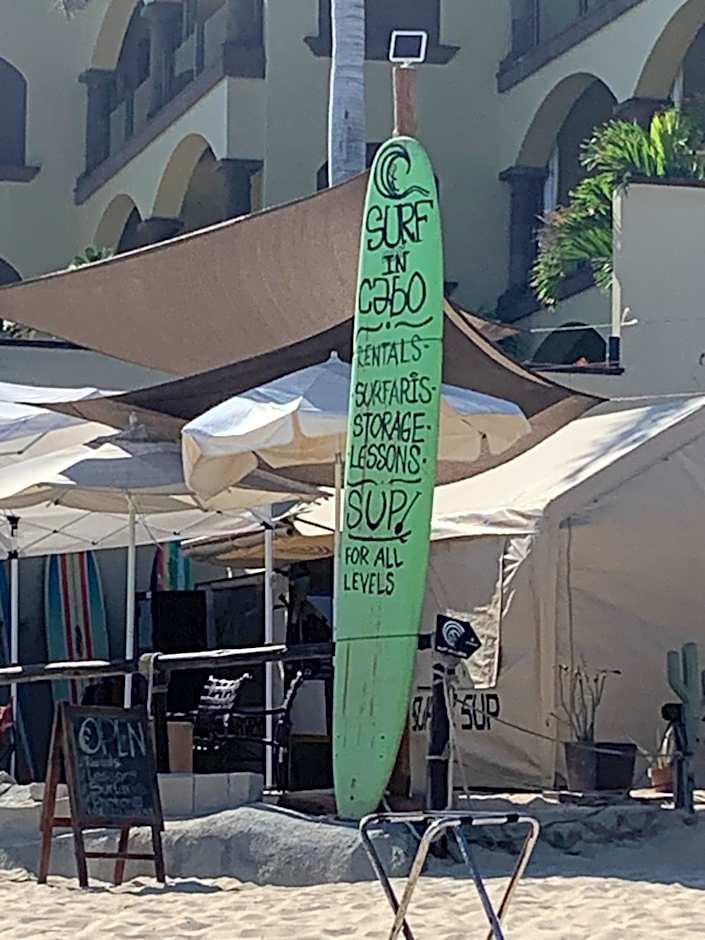 SURF
IN
Cabo
RENTALS-
SURFARIS-
STORAGE-
LESSONS-
SUP!
FOR ALL
LEVELS
SUP
OPEN